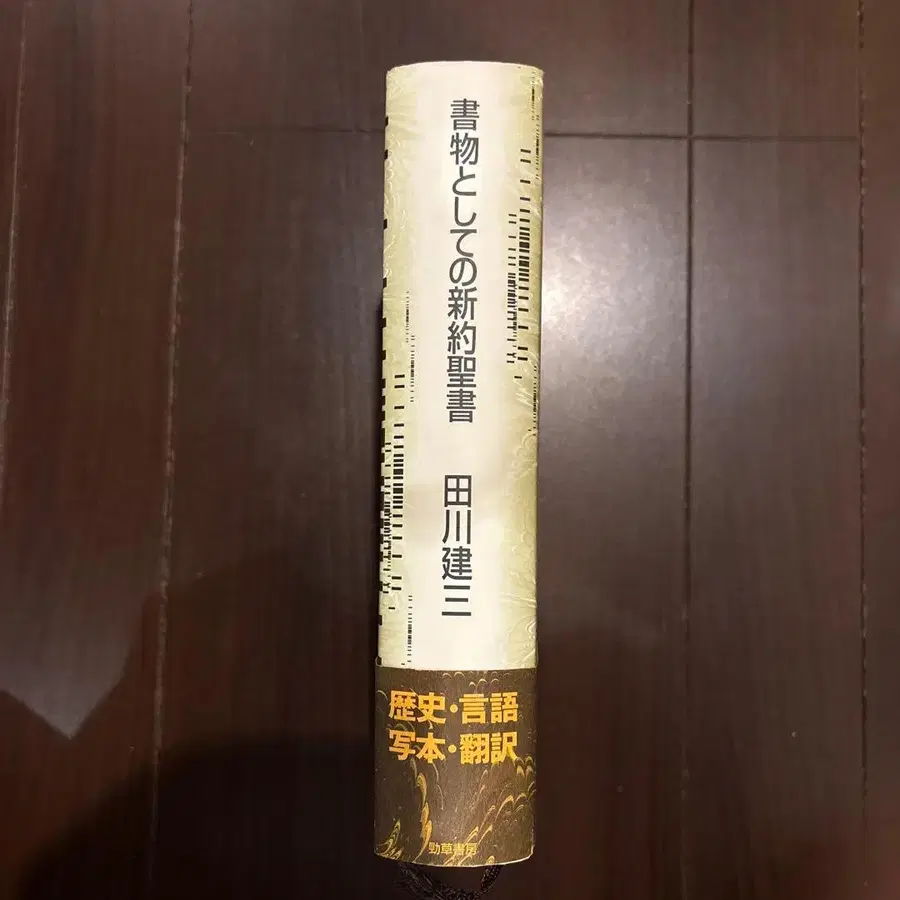 書物としての新約聖書
田川建三
歴史・言語
写本・翻訳
勁草書房